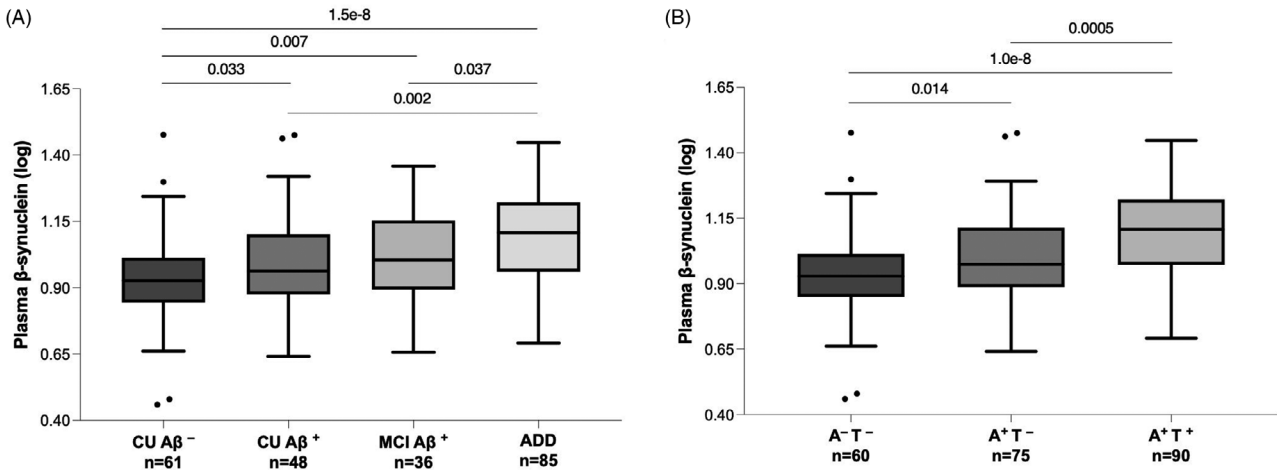 (A)
1.5e-8
0.007
0.033
0.037
0.002
Plasma β-synuclein (log)
1.65
1.40
1.15
0.90
0.65
0.40
CU Aβ⁻
n=61
CU Aβ⁺
n=48
MCI Aβ⁺
n=36
ADD
n=85
(B)
0.0005
1.0e-8
0.014
Plasma β-synuclein (log)
1.65
1.40
1.15
0.90
0.65
0.40
A⁻T⁻
n=60
A⁺T⁻
n=75
A⁺T⁺
n=90